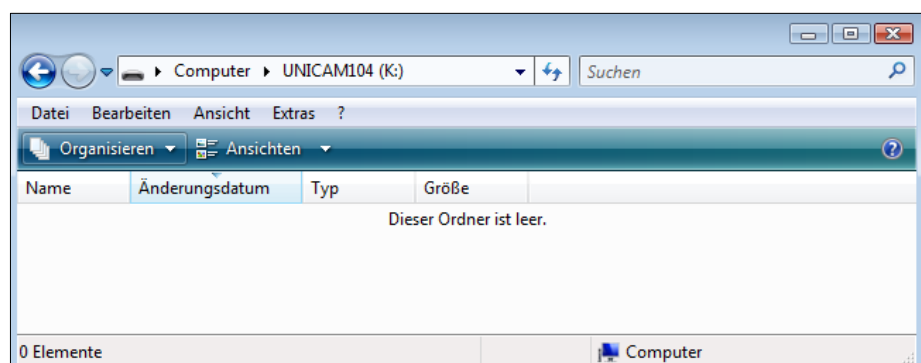 Computer UNICAM104 (K:) Suchen
Datei Bearbeiten Ansicht Extras ?
Organisieren Ansichten ?
Name Änderungsdatum Typ Größe
Dieser Ordner ist leer.
0 Elemente Computer